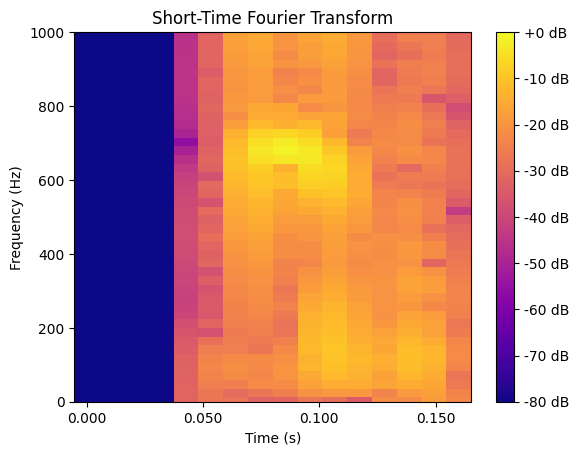 Short-Time Fourier Transform
1000
800
600
400
200
0
Frequency (Hz)
0.000
0.050
0.100
0.150
Time (s)
+0 dB
-10 dB
-20 dB
-30 dB
-40 dB
-50 dB
-60 dB
-70 dB
-80 dB